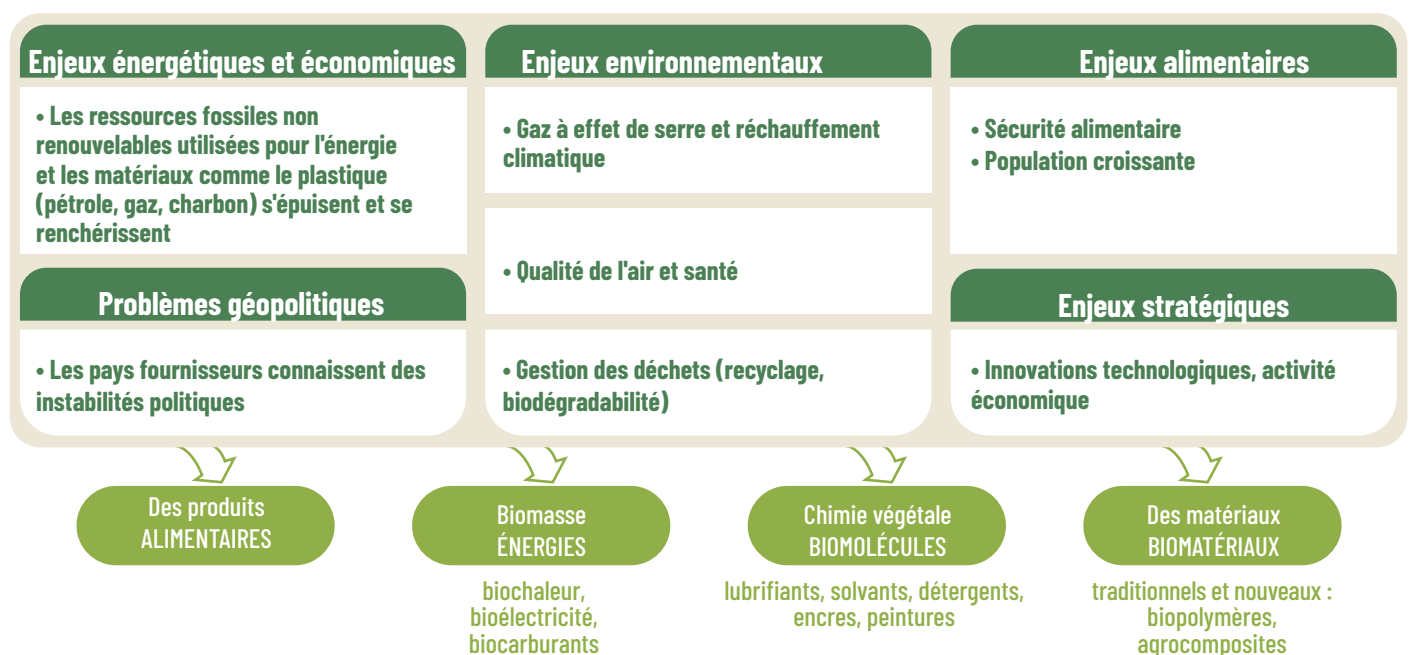 Enjeux énergétiques et économiques
• Les ressources fossiles non
renouvelables utilisées pour l'énergie
et les matériaux comme le plastique
(pétrole, gaz, charbon) s'épuisent et se
renchérissent
Problèmes géopolitiques
• Les pays fournisseurs connaissent des
instabilités politiques
Enjeux environnementaux
• Gaz à effet de serre et réchauffement
climatique
• Qualité de l'air et santé
• Gestion des déchets (recyclage,
biodégradabilité)
Enjeux alimentaires
• Sécurité alimentaire
• Population croissante
Enjeux stratégiques
• Innovations technologiques, activité
économique
Des produits
ALIMENTAIRES
Biomasse
ÉNERGIES
biochaleur,
bioélectricité,
biocarburants
Chimie végétale
BIOMOLÉCULES
lubrifiants, solvants, détergents,
encres, peintures
Des matériaux
BIOMATÉRIAUX
traditionnels et nouveaux :
biopolymères,
agrocomposites